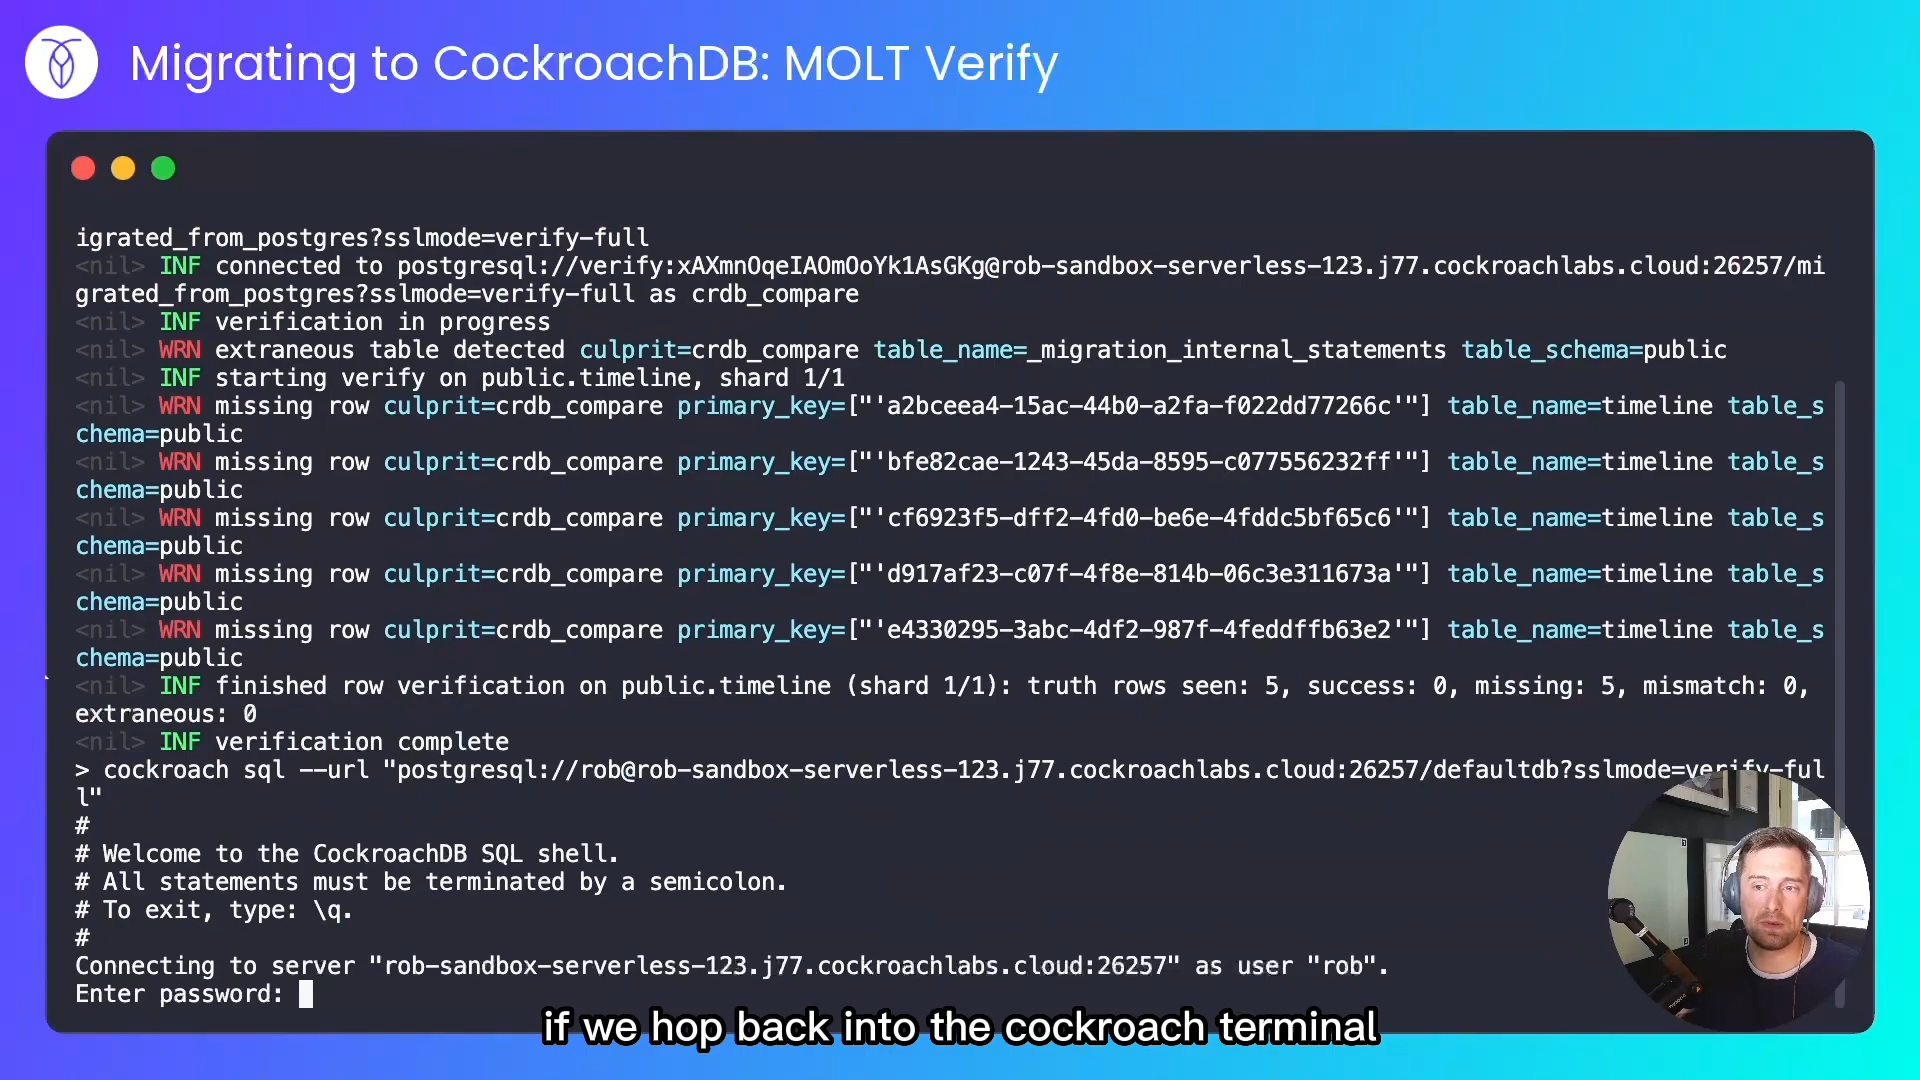 Migrating to CockroachDB: MOLT Verify
igrated_from_postgres?sslmode=verify-full
<nil> INF connected to postgresql://verify:xAXmnOqeIAOmOoYk1AsGKg@rob-sandbox-serverless-123.j77.cockroachlabs.cloud:26257/mi
grated_from_postgres?sslmode=verify-full as crdb_compare
<nil> INF verification in progress
<nil> WRN extraneous table detected culprit=crdb_compare table_name=_migration_internal_statements table_schema=public
<nil> INF starting verify on public.timeline, shard 1/1
<nil> WRN missing row culprit=crdb_compare primary_key=["'a2bceea4-15ac-44b0-a2fa-f022dd77266c'"] table_name=timeline table_s
chema=public
<nil> WRN missing row culprit=crdb_compare primary_key=["'bfe82cae-1243-45da-8595-c077556232ff'"] table_name=timeline table_s
chema=public
<nil> WRN missing row culprit=crdb_compare primary_key=["'cf6923f5-dff2-4fd0-be6e-4fddc5bf65c6'"] table_name=timeline table_s
chema=public
<nil> WRN missing row culprit=crdb_compare primary_key=["'d917af23-c07f-4f8e-814b-06c3e311673a'"] table_name=timeline table_s
chema=public
<nil> WRN missing row culprit=crdb_compare primary_key=["'e4330295-3abc-4df2-987f-4feddffb63e2'"] table_name=timeline table_s
chema=public
<nil> INF finished row verification on public.timeline (shard 1/1): truth rows seen: 5, success: 0, missing: 5, mismatch: 0,
extraneous: 0
<nil> INF verification complete
> cockroach sql --url "postgresql://rob@rob-sandbox-serverless-123.j77.cockroachlabs.cloud:26257/defaultdb?sslmode=verify-ful
l"
#
# Welcome to the CockroachDB SQL shell.
# All statements must be terminated by a semicolon.
# To exit, type: \q.
#
Connecting to server "rob-sandbox-serverless-123.j77.cockroachlabs.cloud:26257" as user "rob".
Enter password:
if we hop back into the cockroach terminal